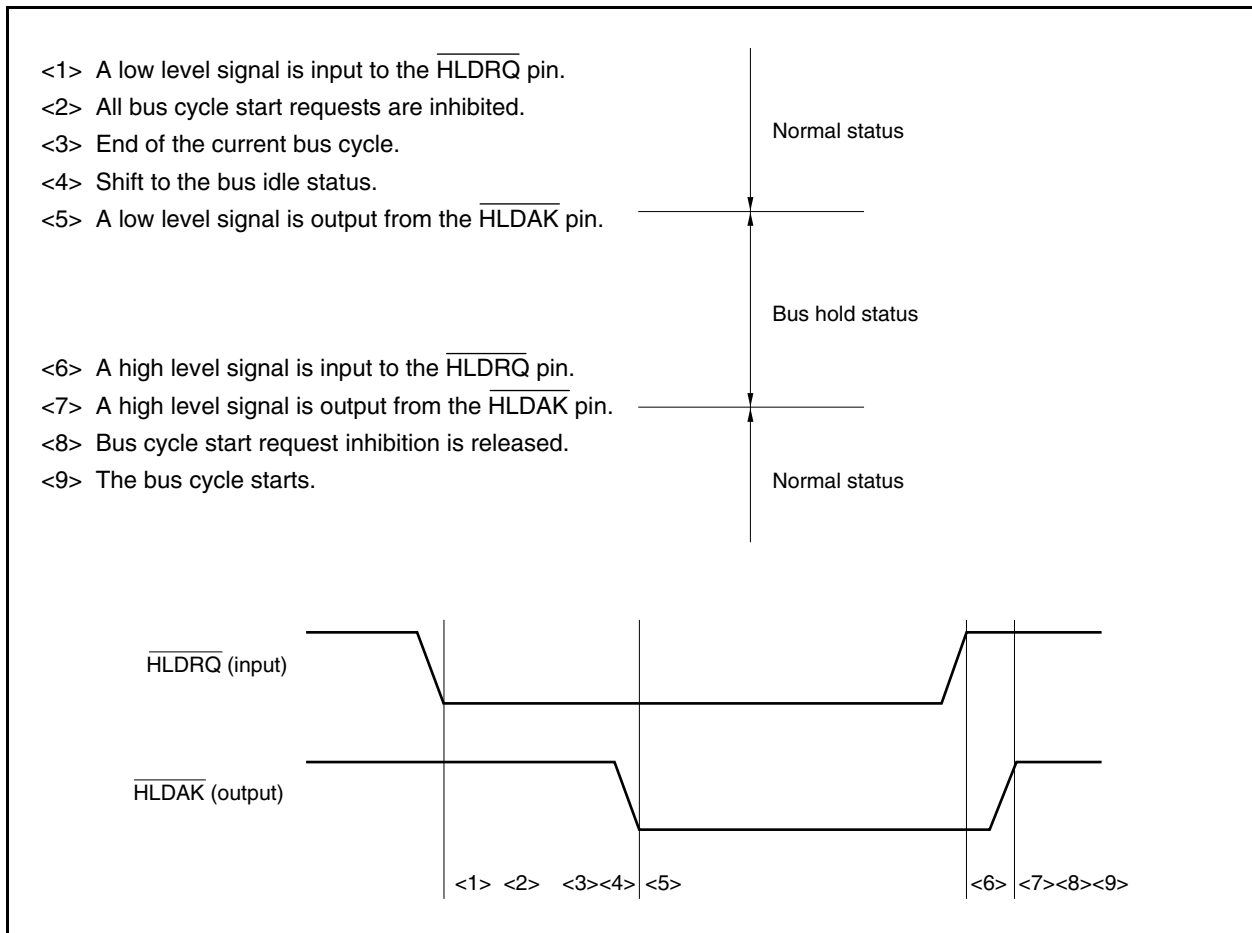 <1> A low level signal is input to the HLDRQ pin.
<2> All bus cycle start requests are inhibited.
<3> End of the current bus cycle.
<4> Shift to the bus idle status.
<5> A low level signal is output from the HLDAK pin.
Normal status
Bus hold status
<6> A high level signal is input to the HLDRQ pin.
<7> A high level signal is output from the HLDAK pin.
<8> Bus cycle start request inhibition is released.
<9> The bus cycle starts.
Normal status
HLDRQ (input)
HLDAK (output)
<1> <2> <3><4> <5> <6> <7><8><9>